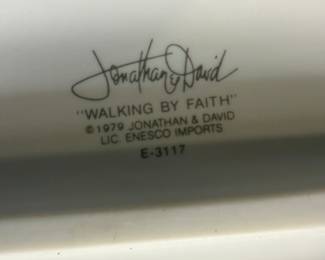 Jonathan & David
"WALKING BY FAITH"
© 1979 JONATHAN & DAVID
LIC. ENESCO IMPORTS
E-3117